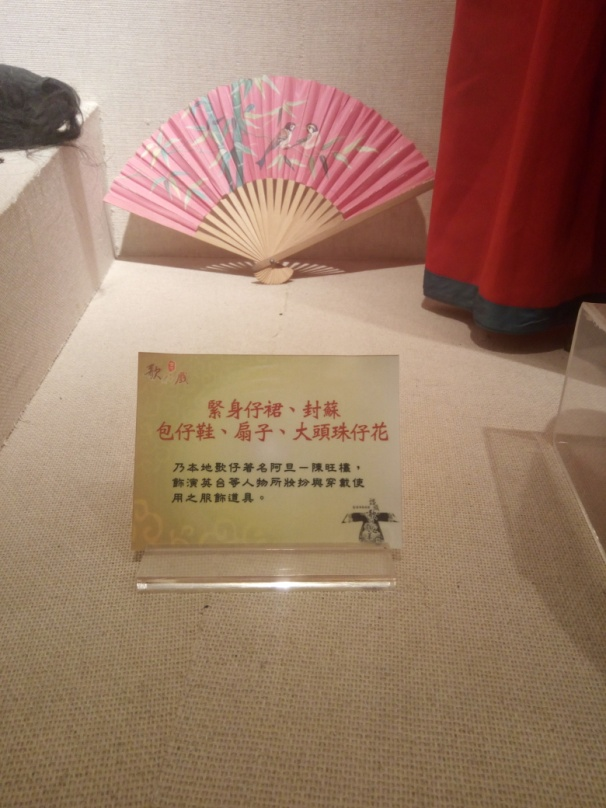 歌仔戲
緊身仔裙、封蘇
包仔鞋、扇子、大頭珠仔花
乃本地歌仔著名阿旦－陳旺欉，
飾演英台等人物所妝扮與穿戴使
用之服飾道具。